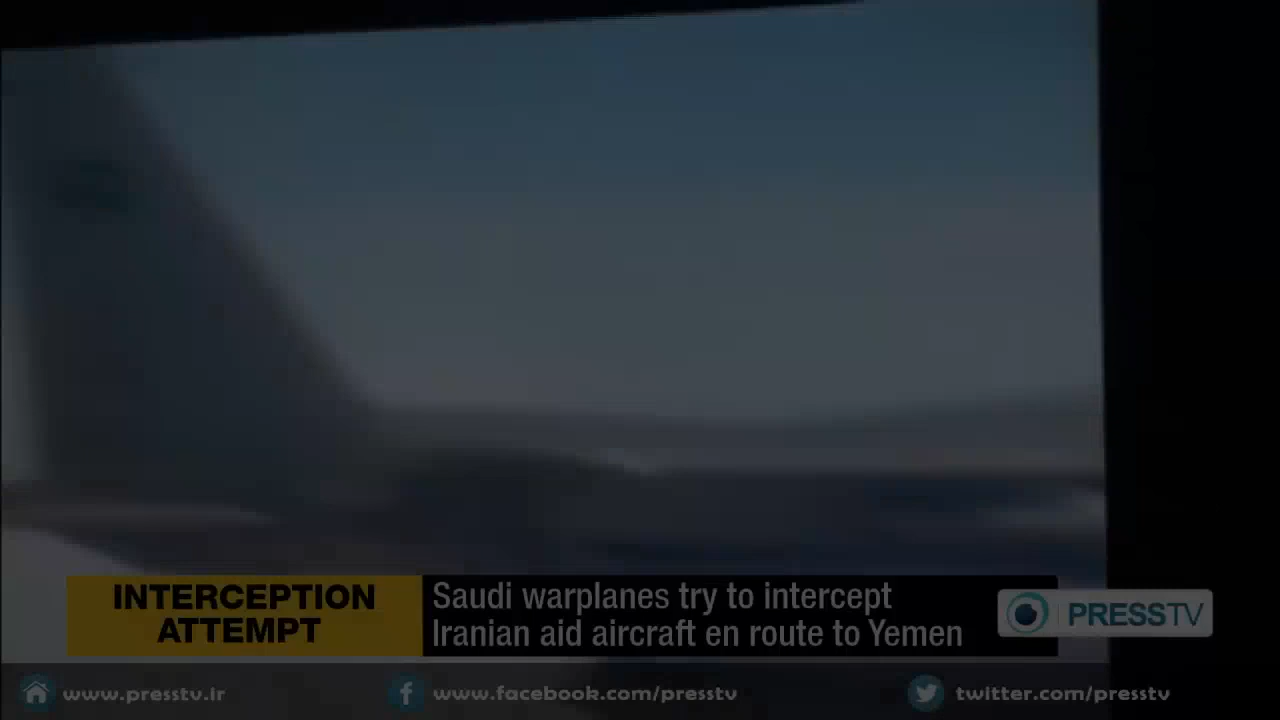 INTERCEPTION
ATTEMPT
Saudi warplanes try to intercept
Iranian aid aircraft en route to Yemen
PRESSTV
www.presstv.ir
www.facebook.com/presstv
twitter.com/presstv